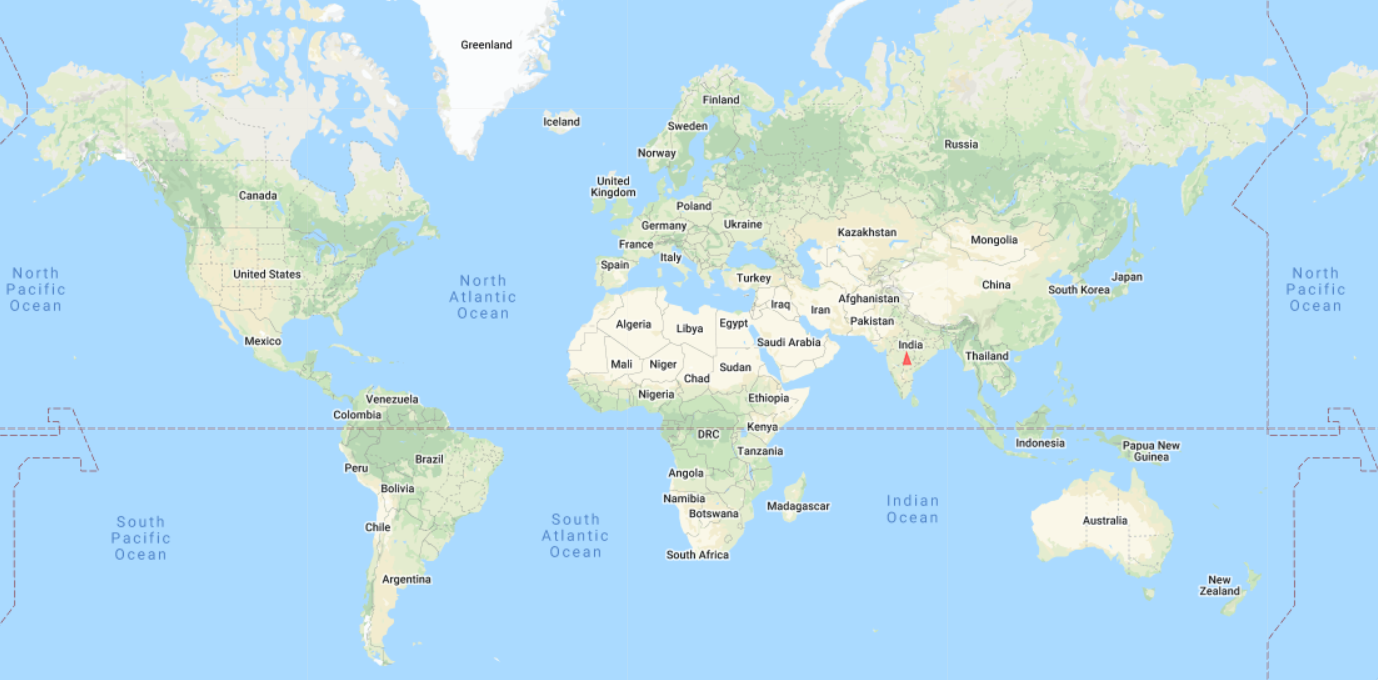 Greenland
Iceland
Finland
Sweden
Norway
Russia
United
Kingdom
Canada
Poland
Germany
Ukraine
Kazakhstan
Mongolia
France
Italy
Spain
United States
North
Pacific
Ocean
North
Atlantic
Ocean
Turkey
China
Japan
South Korea
North
Pacific
Ocean
Iraq
Iran
Afghanistan
Pakistan
Algeria
Libya
Egypt
Saudi Arabia
India
Mexico
Thailand
Mali
Niger
Chad
Sudan
Nigeria
Ethiopia
Venezuela
Colombia
Kenya
DRC
Indonesia
Papua New
Guinea
Tanzania
Brazil
Peru
Angola
Bolivia
Namibia
Botswana
Madagascar
Indian
Ocean
South
Pacific
Ocean
Chile
South
Atlantic
Ocean
Australia
South Africa
Argentina
New
Zealand